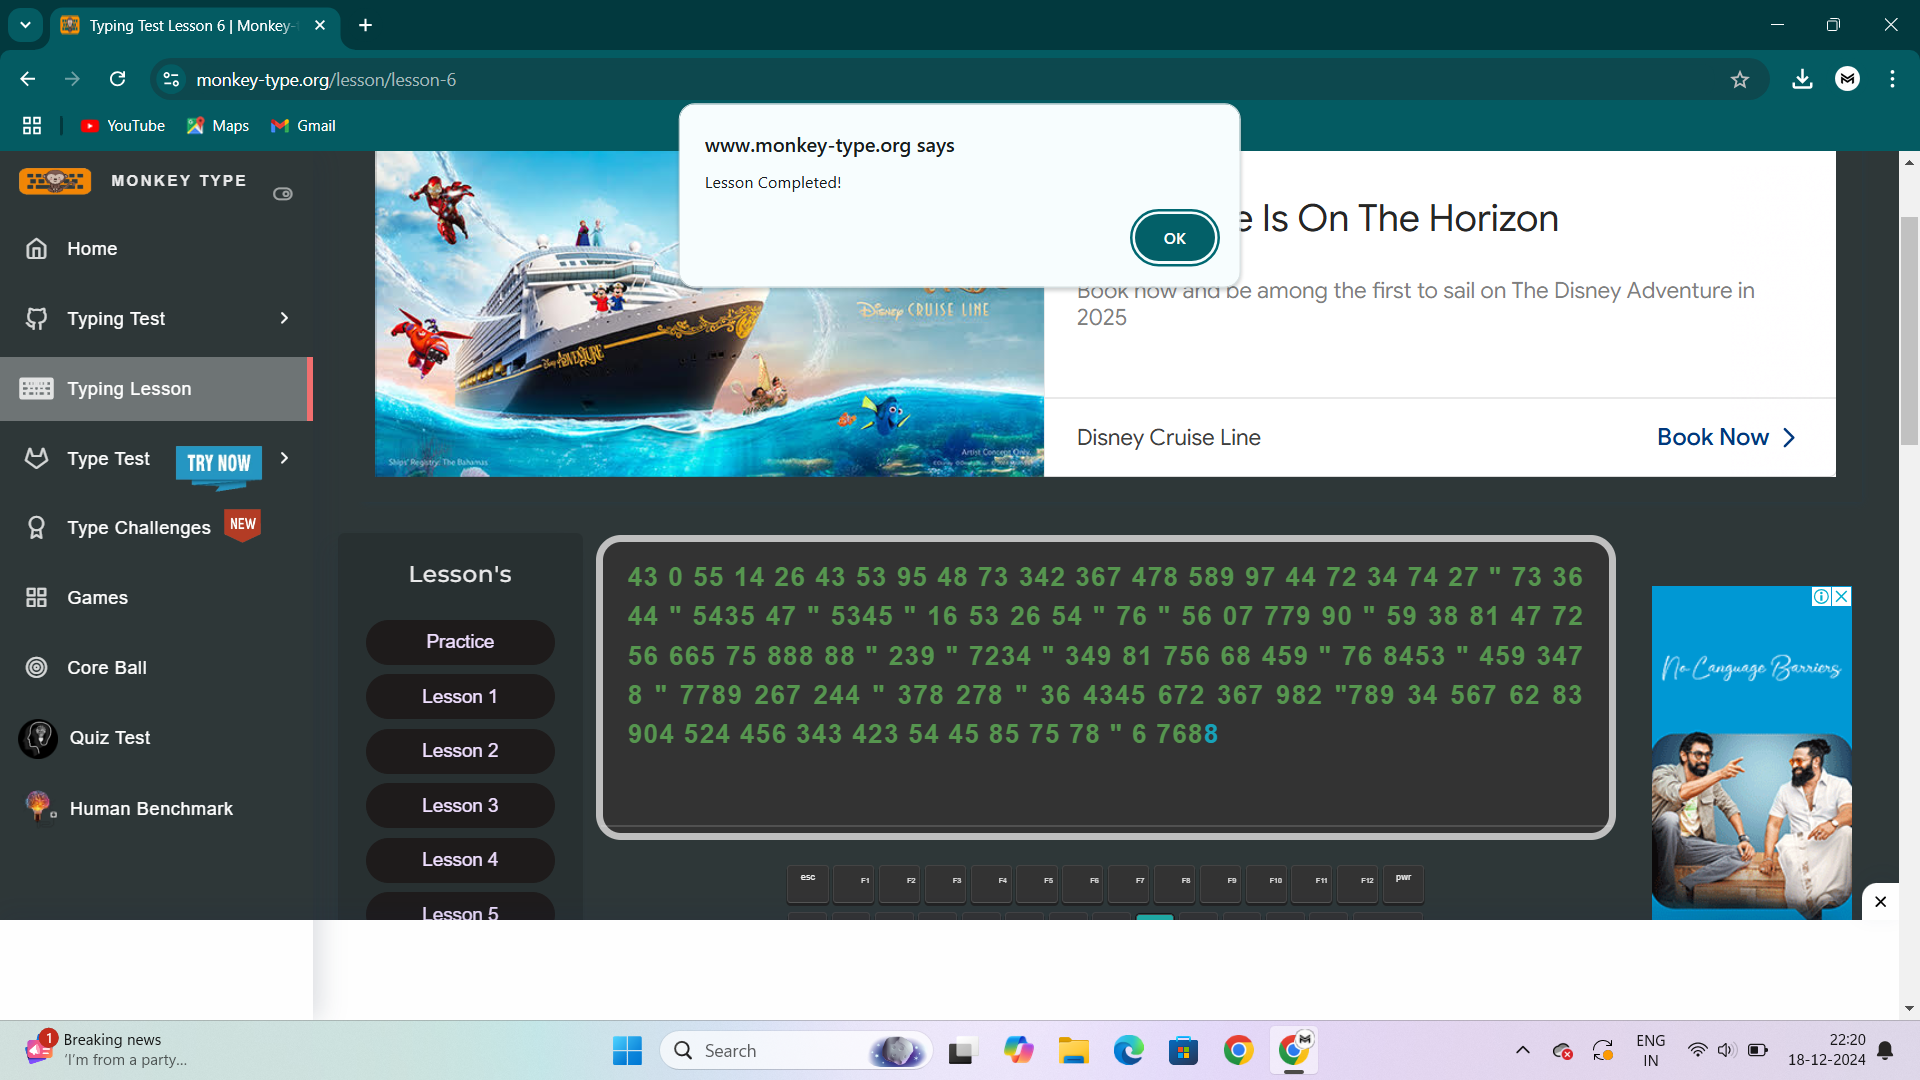 Typing Test Lesson 6 | Monkey-
monkey-type.org/lesson/lesson-6
YouTube
Maps
Gmail
www.monkey-type.org says
Lesson Completed!
OK
MONKEY TYPE
Home
Typing Test
Typing Lesson
Type Test
TRY NOW
Type Challenges
NEW
Games
Core Ball
Quiz Test
Human Benchmark
e Is On The Horizon
Book now and be among the first to sail on The Disney Adventure in
2025
Disney CRUISE LINE
Disney ADVENTURE
Ships' Registry: The Bahamas
Artist Concept Only.
Disney Cruise Line
Book Now
Lesson's
Practice
Lesson 1
Lesson 2
Lesson 3
Lesson 4
Lesson 5
43 0 55 14 26 43 53 95 48 73 342 367 478 589 97 44 72 34 74 27 " 73 36
44 " 5435 47 " 5345 " 16 53 26 54 " 76 " 56 07 779 90 " 59 38 81 47 72
56 665 75 888 88 " 239 " 7234 " 349 81 756 68 459 " 76 8453 " 459 347
8 " 7789 267 244 " 378 278 " 36 4345 672 367 982 "789 34 567 62 83
904 524 456 343 423 54 45 85 75 78 " 6 7688
esc
F1
F2
F3
F4
F5
F6
F7
F8
F9
F10
F11
F12
pwr
No Language Barriers
1
Breaking news
'I'm from a party...
Search
ENG
IN
22:20
18-12-2024